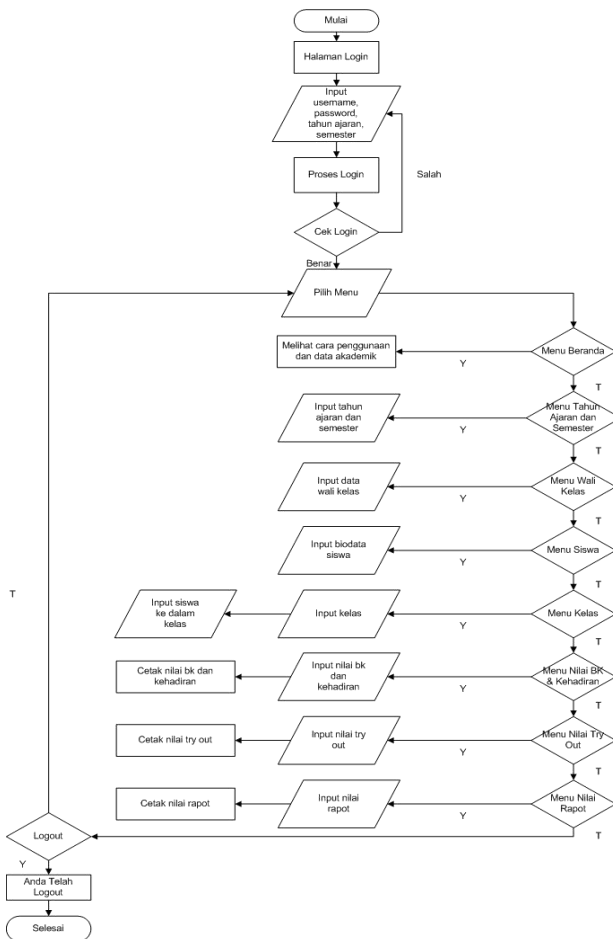 Mulai
Halaman Login
Input
username,
password,
tahun ajaran,
semester
Proses Login
Salah
Cek Login
Benar
Pilih Menu
Melihat cara penggunaan
dan data akademik
Y
Menu Beranda
T
Input tahun
ajaran dan
semester
Y
Menu Tahun
Ajaran dan
Semester
T
Input data
wali kelas
Y
Menu Wali
Kelas
T
Input biodata
siswa
Y
Menu Siswa
T
T
Input siswa
ke dalam
kelas
Input kelas
Y
Menu Kelas
T
Cetak nilai bk dan
kehadiran
Input nilai bk
dan
kehadiran
Y
Menu Nilai BK
& Kehadiran
T
Cetak nilai try out
Input nilai try
out
Y
Menu Nilai Try
Out
T
Cetak nilai rapot
Input nilai
rapot
Y
Menu Nilai
Rapot
T
Logout
Y
Anda Telah
Logout
Selesai